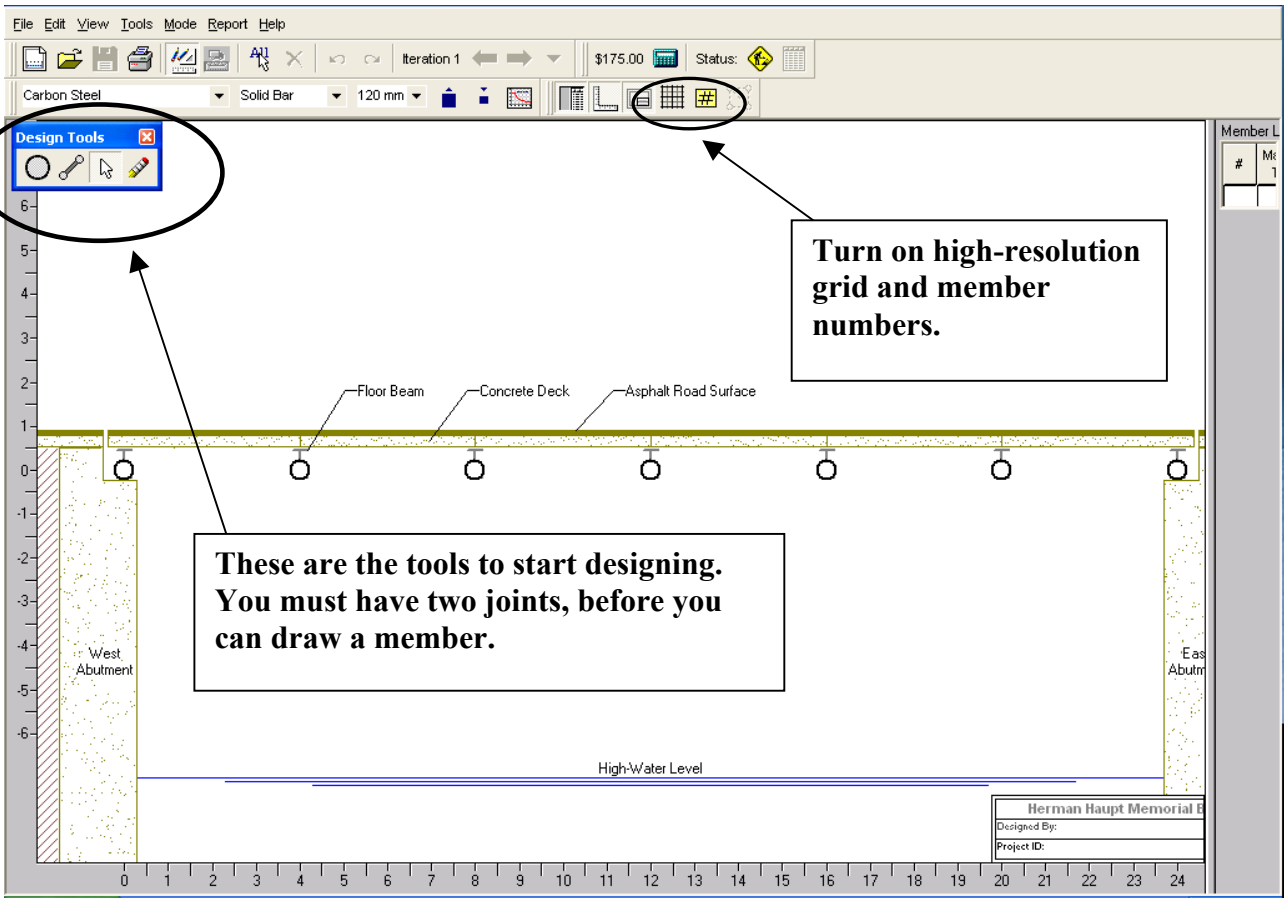 File Edit View Tools Mode Report Help
All Iteration 1 $175.00 Status:
Carbon Steel Solid Bar 120 mm #
Design Tools
Member L
# Ma
T
6
5
4
3
2
1
0
-1
-2
-3
-4
-5
-6
Turn on high-resolution
grid and member
numbers.
Floor Beam Concrete Deck Asphalt Road Surface
These are the tools to start designing.
You must have two joints, before you
can draw a member.
West
Abutment
Eas
Abutm
High-Water Level
Herman Haupt Memorial B
Designed By:
Project ID:
0 1 2 3 4 5 6 7 8 9 10 11 12 13 14 15 16 17 18 19 20 21 22 23 24